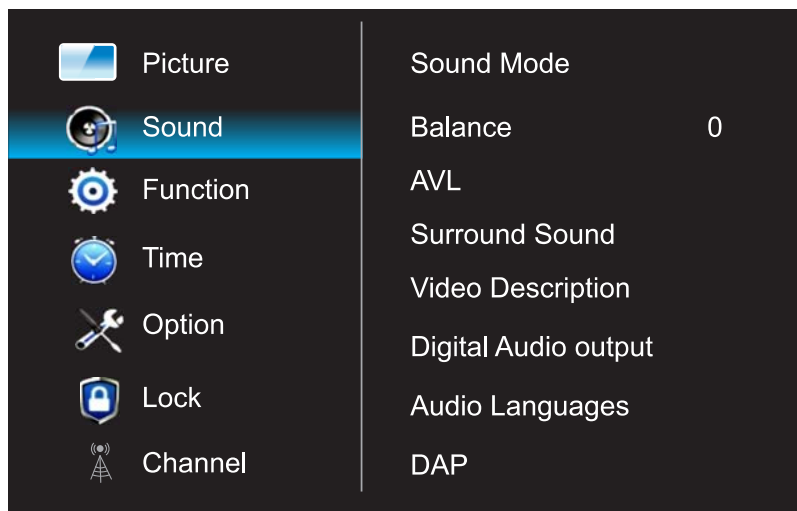 Picture
Sound
Function
Time
Option
Lock
Channel
Sound Mode
Balance 0
AVL
Surround Sound
Video Description
Digital Audio output
Audio Languages
DAP